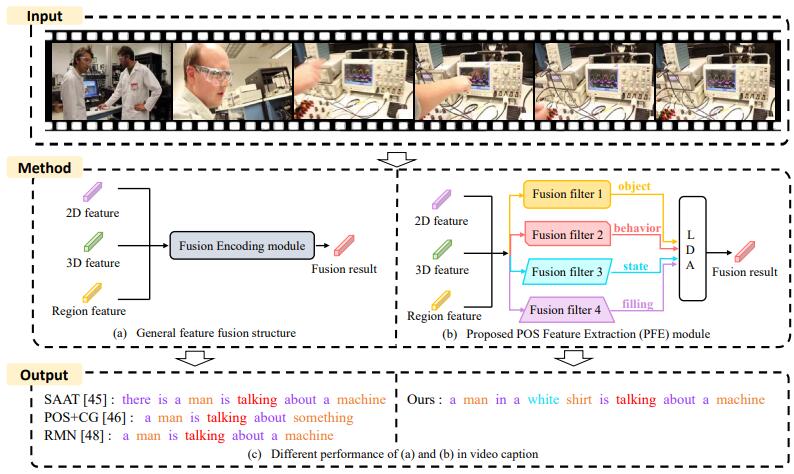 Input
Method
2D feature
3D feature
Region feature
Fusion Encoding module
Fusion result
(a) General feature fusion structure
2D feature
3D feature
Region feature
Fusion filter 1
object
Fusion filter 2
behavior
Fusion filter 3
state
Fusion filter 4
filling
L
D
A
Fusion result
(b) Proposed POS Feature Extraction (PFE) module
Output
SAAT [45] : there is a man is talking about a machine
POS+CG [46] : a man is talking about something
RMN [48] : a man is talking about a machine
Ours : a man in a white shirt is talking about a machine
(c) Different performance of (a) and (b) in video caption